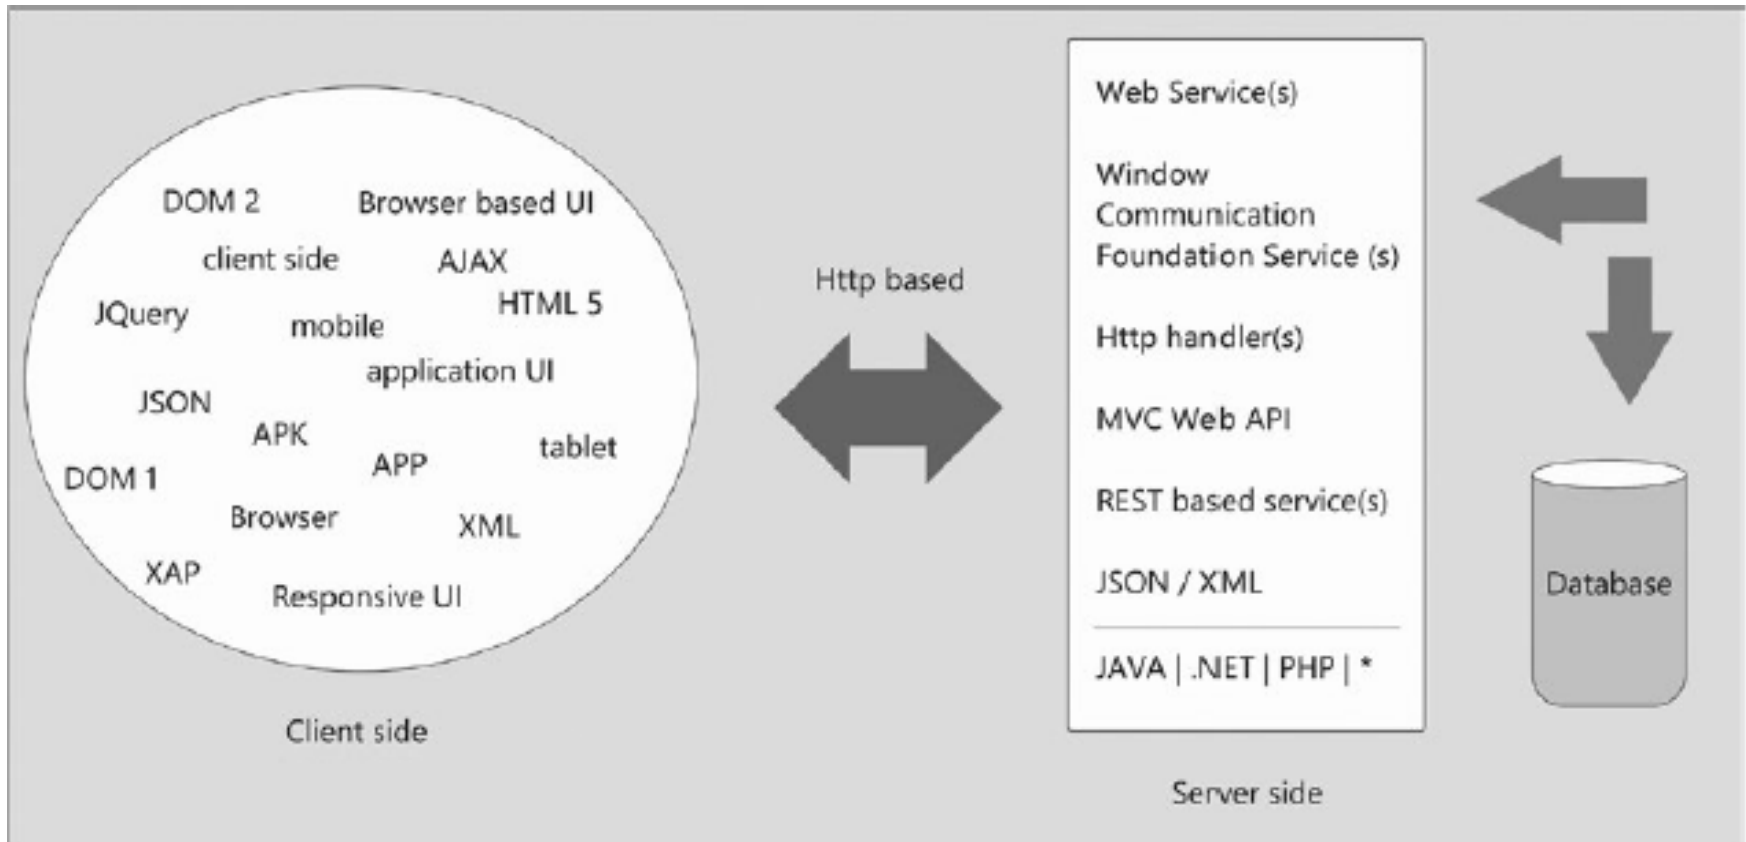 DOM 2
Browser based UI
client side
AJAX
JQuery
mobile
HTML 5
application UI
JSON
APK
APP
tablet
DOM 1
Browser
XML
XAP
Responsive UI
Client side
Http based
Web Service(s)
Window
Communication
Foundation Service (s)
Http handler(s)
MVC Web API
REST based service(s)
JSON / XML
JAVA | .NET | PHP | *
Server side
Database